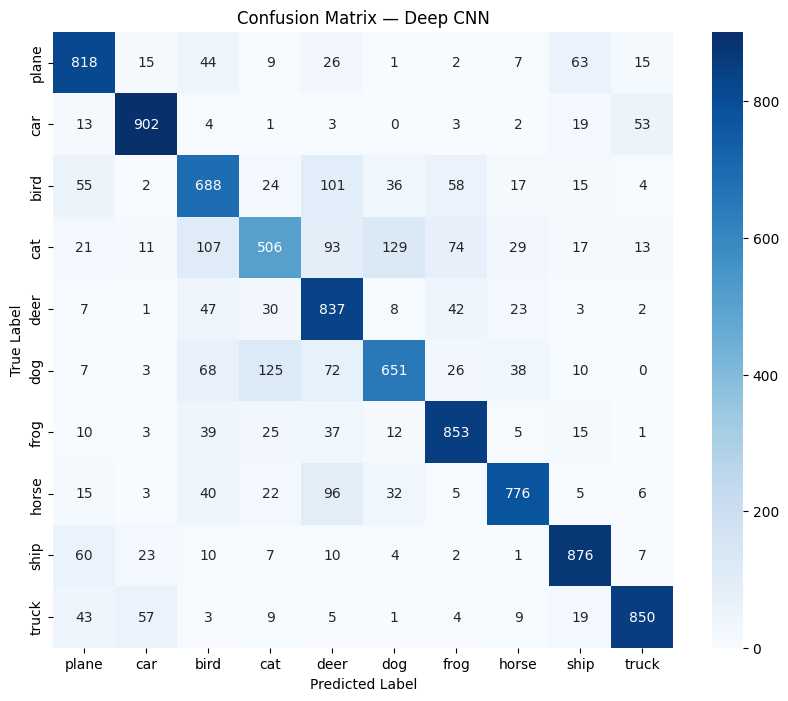 Confusion Matrix — Deep CNN
True Label
plane 818 15 44 9 26 1 2 7 63 15
car 13 902 4 1 3 0 3 2 19 53
bird 55 2 688 24 101 36 58 17 15 4
cat 21 11 107 506 93 129 74 29 17 13
deer 7 1 47 30 837 8 42 23 3 2
dog 7 3 68 125 72 651 26 38 10 0
frog 10 3 39 25 37 12 853 5 15 1
horse 15 3 40 22 96 32 5 776 5 6
ship 60 23 10 7 10 4 2 1 876 7
truck 43 57 3 9 5 1 4 9 19 850
plane car bird cat deer dog frog horse ship truck
Predicted Label
800
600
400
200
0